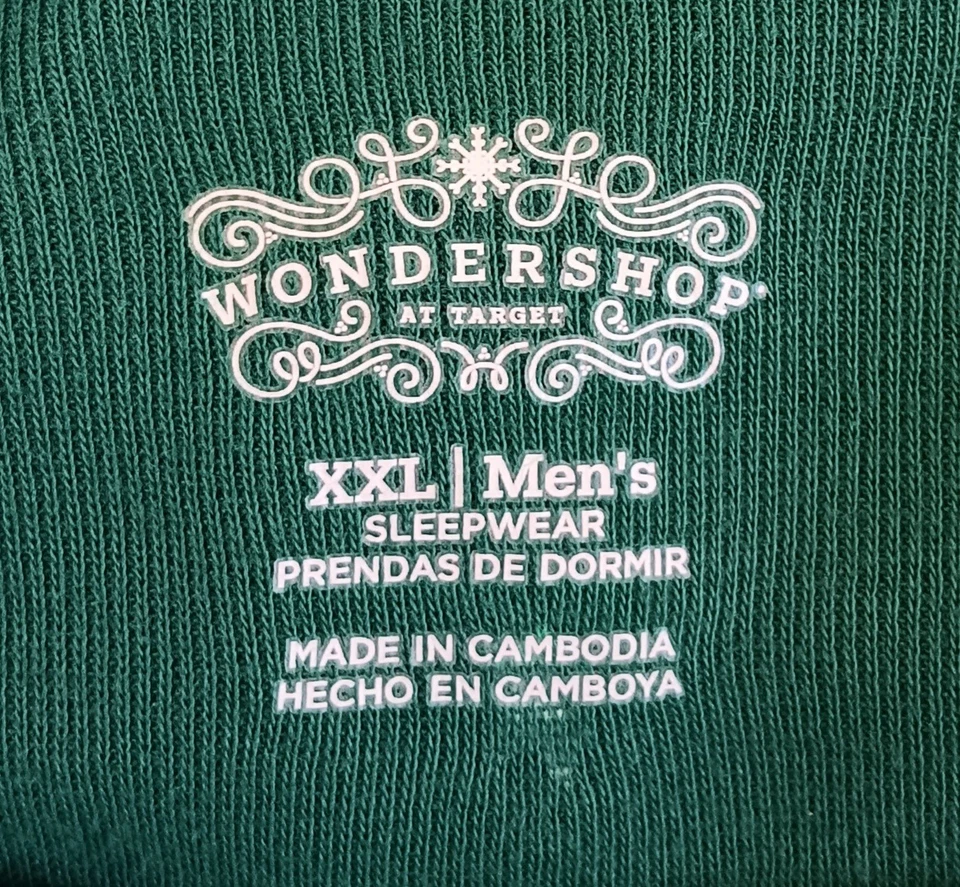 WONDERSHOP®
AT TARGET
XXL | Men's
SLEEPWEAR
PRENDAS DE DORMIR
MADE IN CAMBODIA
HECHO EN CAMBOYA